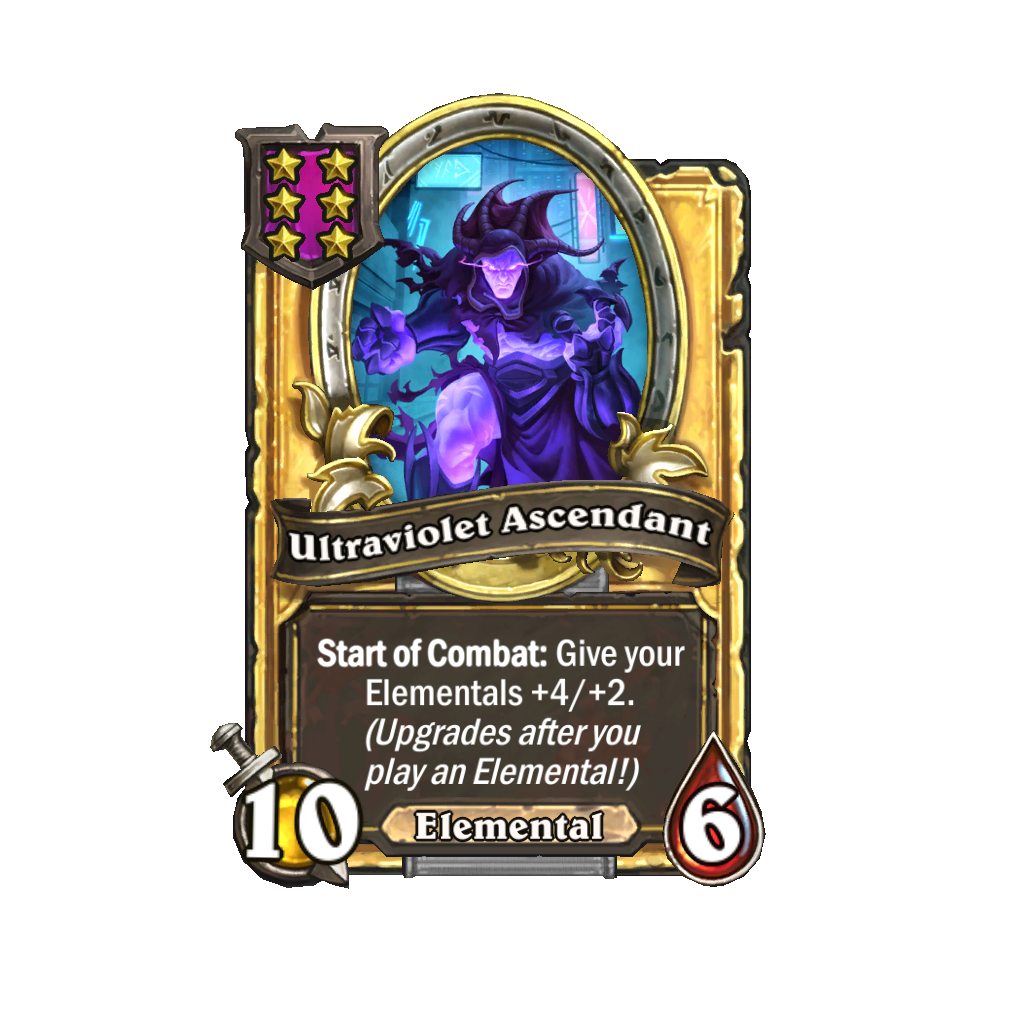 Ultraviolet Ascendant
Start of Combat: Give your
Elementals +4/+2.
(Upgrades after you
play an Elemental!)
10
Elemental
6